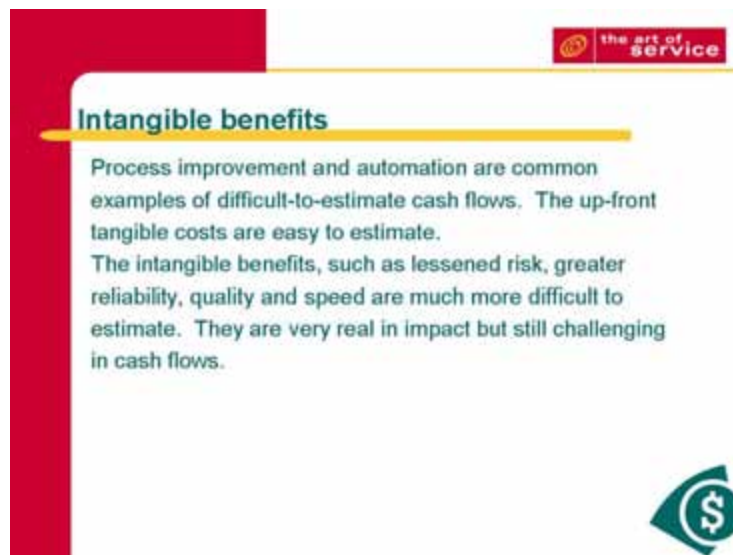 the art of
service
Intangible benefits
Process improvement and automation are common
examples of difficult-to-estimate cash flows.  The up-front
tangible costs are easy to estimate.
The intangible benefits, such as lessened risk, greater
reliability, quality and speed are much more difficult to
estimate.  They are very real in impact but still challenging
in cash flows.
$